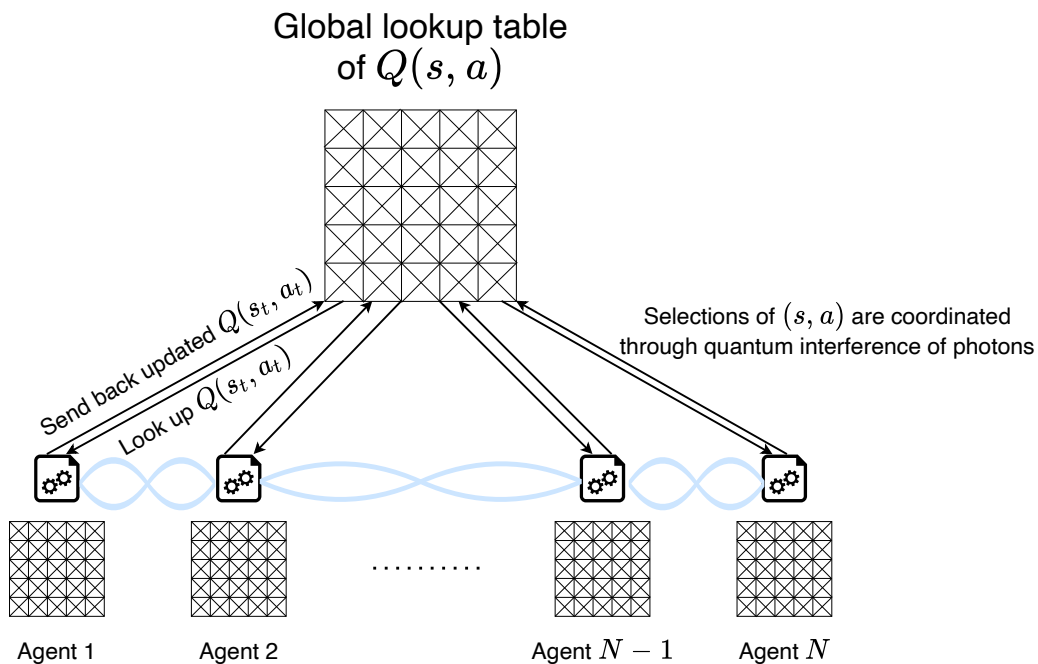 Global lookup table
of Q(s, a)
Send back updated Q(s_t, a_t)
Look up Q(s_t, a_t)
Selections of (s, a) are coordinated
through quantum interference of photons
..........
Agent 1
Agent 2
Agent N − 1
Agent N